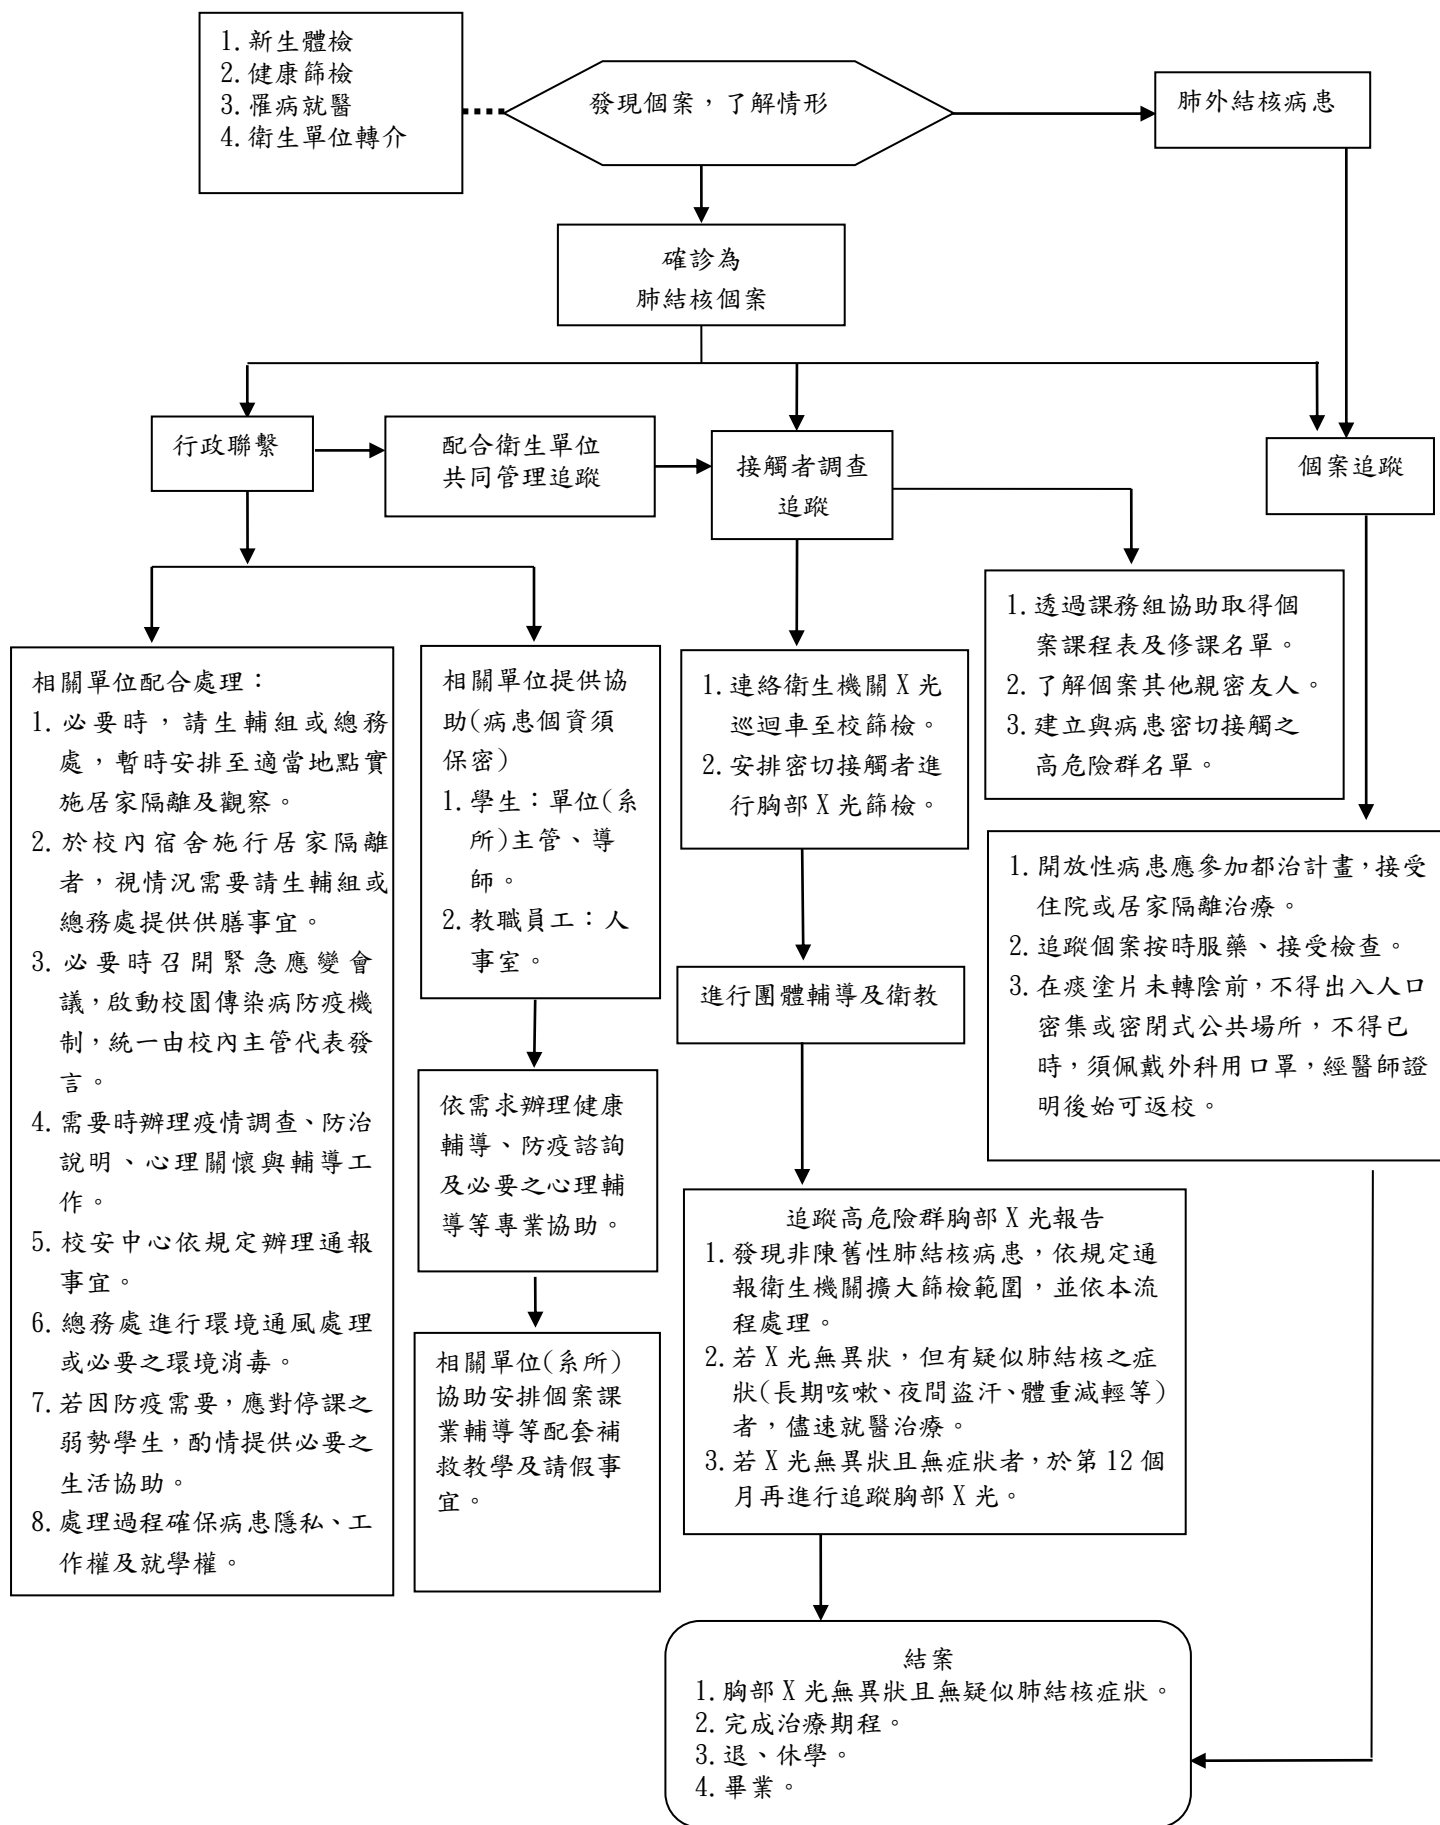 1.新生體檢
2.健康篩檢
3.罹病就醫
4.衛生單位轉介
發現個案，了解情形
肺外結核病患
確診為
肺結核個案
行政聯繫
配合衛生單位
共同管理追蹤
接觸者調查
追蹤
個案追蹤
相關單位配合處理：
1.必要時，請生輔組或總務
處，暫時安排至適當地點實
施居家隔離及觀察。
2.於校內宿舍施行居家隔離
者，視情況需要請生輔組或
總務處提供供膳事宜。
3.必要時召開緊急應變會
議，啟動校園傳染病防疫機
制，統一由校內主管代表發
言。
4.需要時辦理疫情調查、防治
說明、心理關懷與輔導工
作。
5.校安中心依規定辦理通報
事宜。
6.總務處進行環境通風處理
或必要之環境消毒。
7.若因防疫需要，應對停課之
弱勢學生，酌情提供必要之
生活協助。
8.處理過程確保病患隱私、工
作權及就學權。
相關單位提供協
助(病患個資須
保密)
1.學生：單位(系
所)主管、導
師。
2.教職員工：人
事室。
依需求辦理健康
輔導、防疫諮詢
及必要之心理輔
導等專業協助。
相關單位(系所)
協助安排個案課
業輔導等配套補
救教學及請假事
宜。
1.連絡衛生機關 X 光
巡迴車至校篩檢。
2.安排密切接觸者進
行胸部 X 光篩檢。
進行團體輔導及衛教
追蹤高危險群胸部 X 光報告
1.發現非陳舊性肺結核病患，依規定通
報衛生機關擴大篩檢範圍，並依本流
程處理。
2.若 X 光無異狀，但有疑似肺結核之症
狀(長期咳嗽、夜間盜汗、體重減輕等)
者，儘速就醫治療。
3.若 X 光無異狀且無症狀者，於第 12 個
月再進行追蹤胸部 X 光。
1.透過課務組協助取得個
案課程表及修課名單。
2.了解個案其他親密友人。
3.建立與病患密切接觸之
高危險群名單。
1.開放性病患應參加都治計畫，接受
住院或居家隔離治療。
2.追蹤個案按時服藥、接受檢查。
3.在痰塗片未轉陰前，不得出入人口
密集或密閉式公共場所，不得已
時，須佩戴外科用口罩，經醫師證
明後始可返校。
結案
1.胸部 X 光無異狀且無疑似肺結核症狀。
2.完成治療期程。
3.退、休學。
4.畢業。